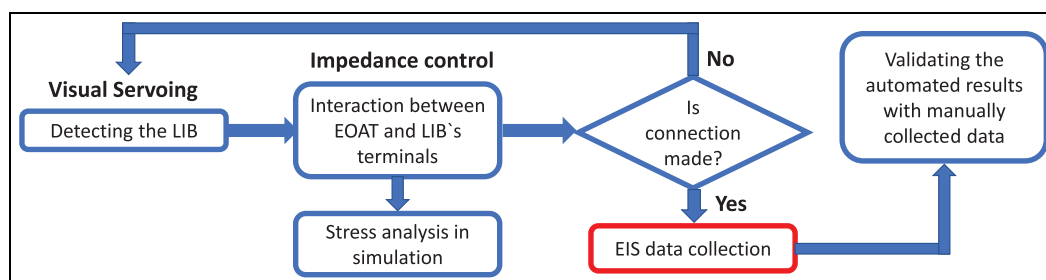 Visual Servoing
Detecting the LIB
Impedance control
Interaction between
EOAT and LIB`s
terminals
Stress analysis in
simulation
No
Is
connection
made?
Yes
EIS data collection
Validating the
automated results
with manually
collected data